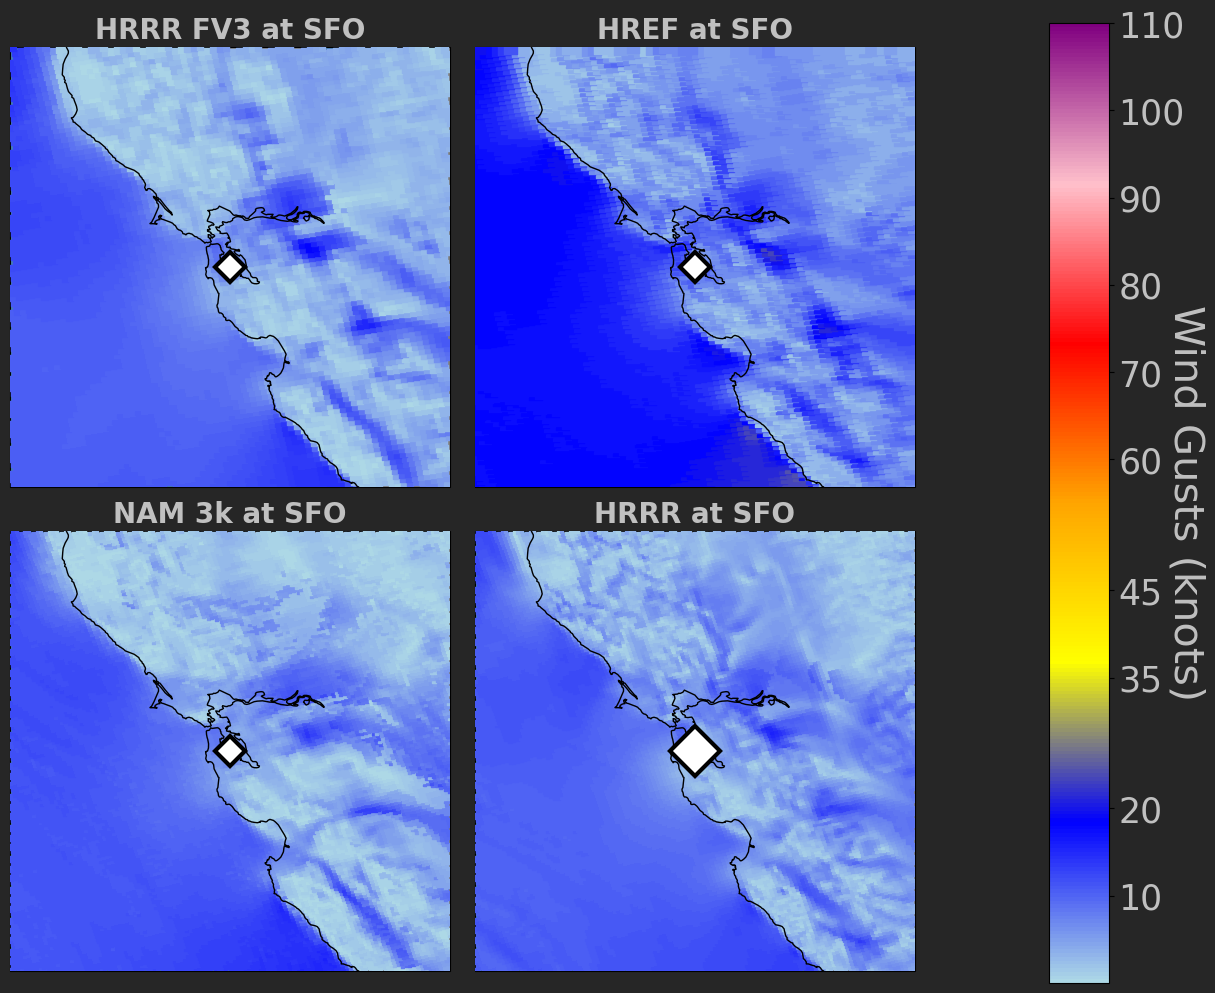 HRRR FV3 at SFO
HREF at SFO
NAM 3k at SFO
HRRR at SFO
110
100
90
80
70
60
45
35
20
10
Wind Gusts (knots)